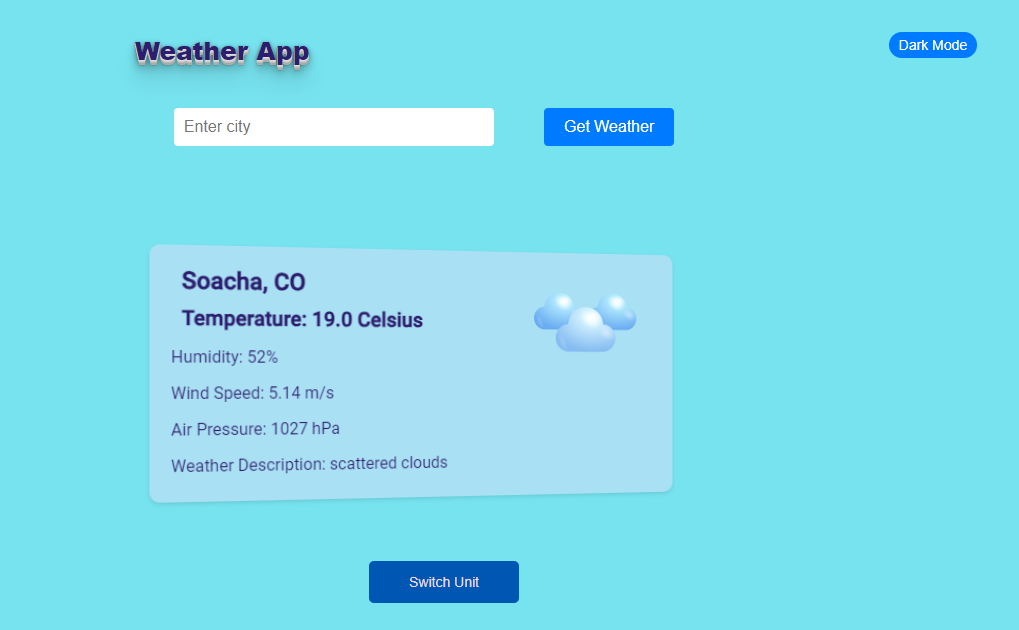 Weather App
Dark Mode
Enter city
Get Weather
Soacha, CO
Temperature: 19.0 Celsius
Humidity: 52%
Wind Speed: 5.14 m/s
Air Pressure: 1027 hPa
Weather Description: scattered clouds
Switch Unit